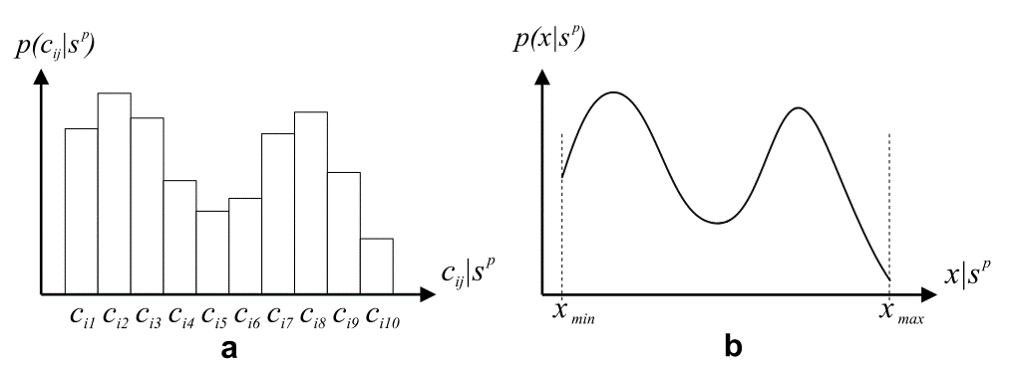 p(c_ij|s^p)
c_ij|s^p
c_i1 c_i2 c_i3 c_i4 c_i5 c_i6 c_i7 c_i8 c_i9 c_i10
a
p(x|s^p)
x|s^p
x_min x_max
b